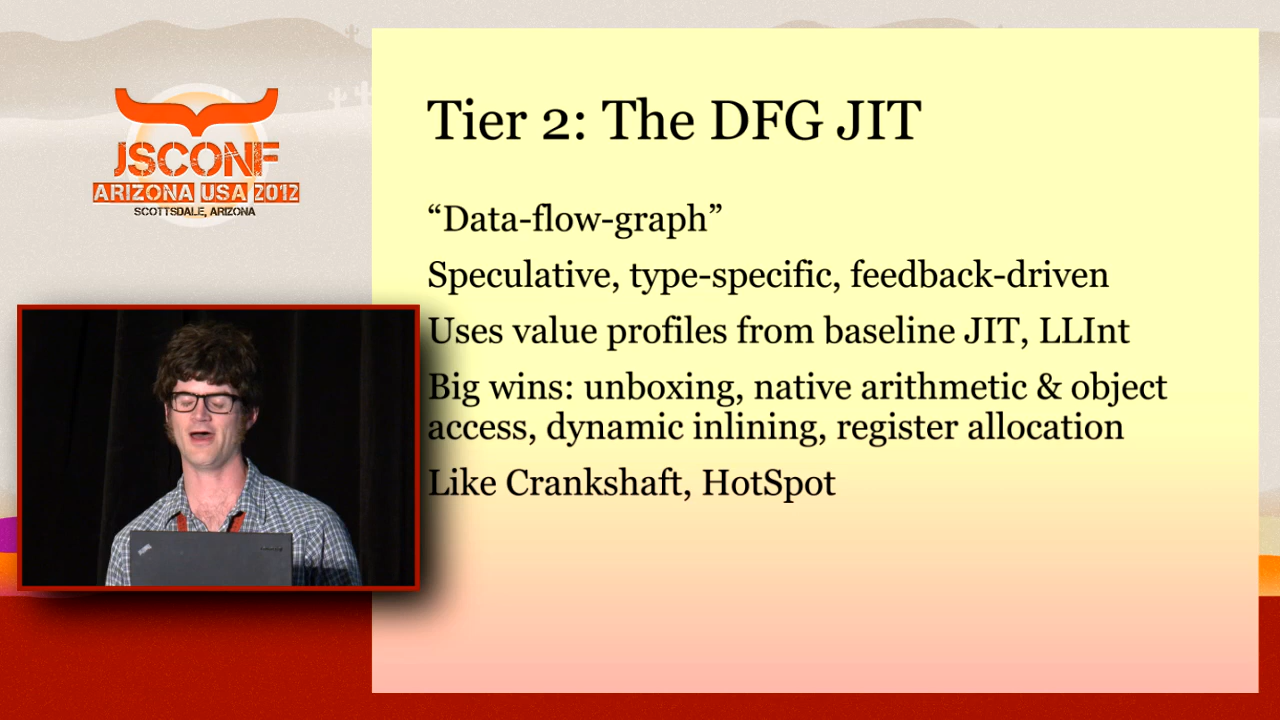 JSCONF
ARIZONA USA 2012
SCOTTSDALE, ARIZONA
Tier 2: The DFG JIT
“Data-flow-graph”
Speculative, type-specific, feedback-driven
Uses value profiles from baseline JIT, LLInt
Big wins: unboxing, native arithmetic & object
access, dynamic inlining, register allocation
Like Crankshaft, HotSpot